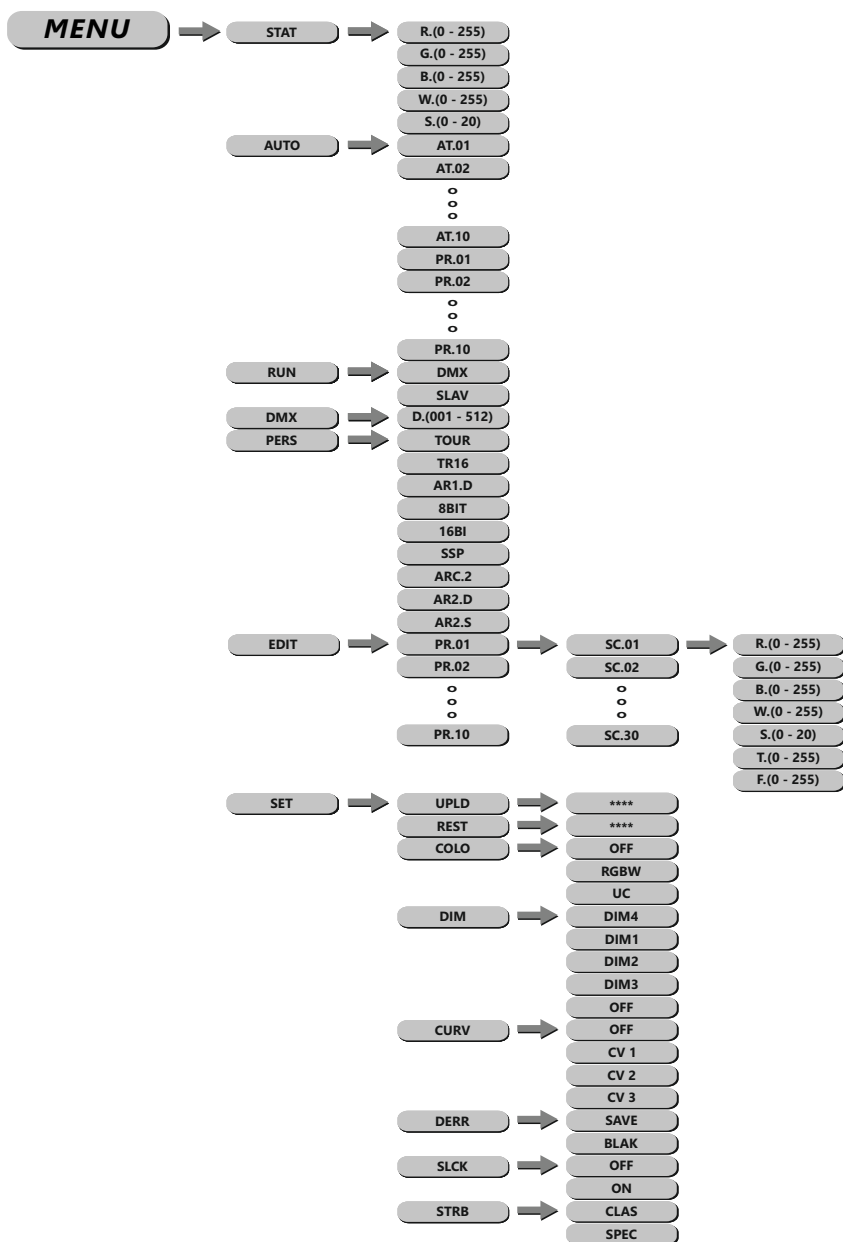 MENU STAT R.(0 - 255)
G.(0 - 255)
B.(0 - 255)
W.(0 - 255)
S.(0 - 20)
AUTO AT.01
AT.02
AT.10
PR.01
PR.02
PR.10
RUN DMX
SLAV
DMX D.(001 - 512)
PERS TOUR
TR16
AR1.D
8BIT
16BI
SSP
ARC.2
AR2.D
AR2.S
EDIT PR.01 SC.01 R.(0 - 255)
PR.02 SC.02 G.(0 - 255)
B.(0 - 255)
W.(0 - 255)
PR.10 SC.30 S.(0 - 20)
T.(0 - 255)
F.(0 - 255)
SET UPLD ****
REST ****
COLO OFF
RGBW
UC
DIM DIM4
DIM1
DIM2
DIM3
OFF
CURV OFF
CV 1
CV 2
CV 3
DERR SAVE
BLAK
SLCK OFF
ON
STRB CLAS
SPEC